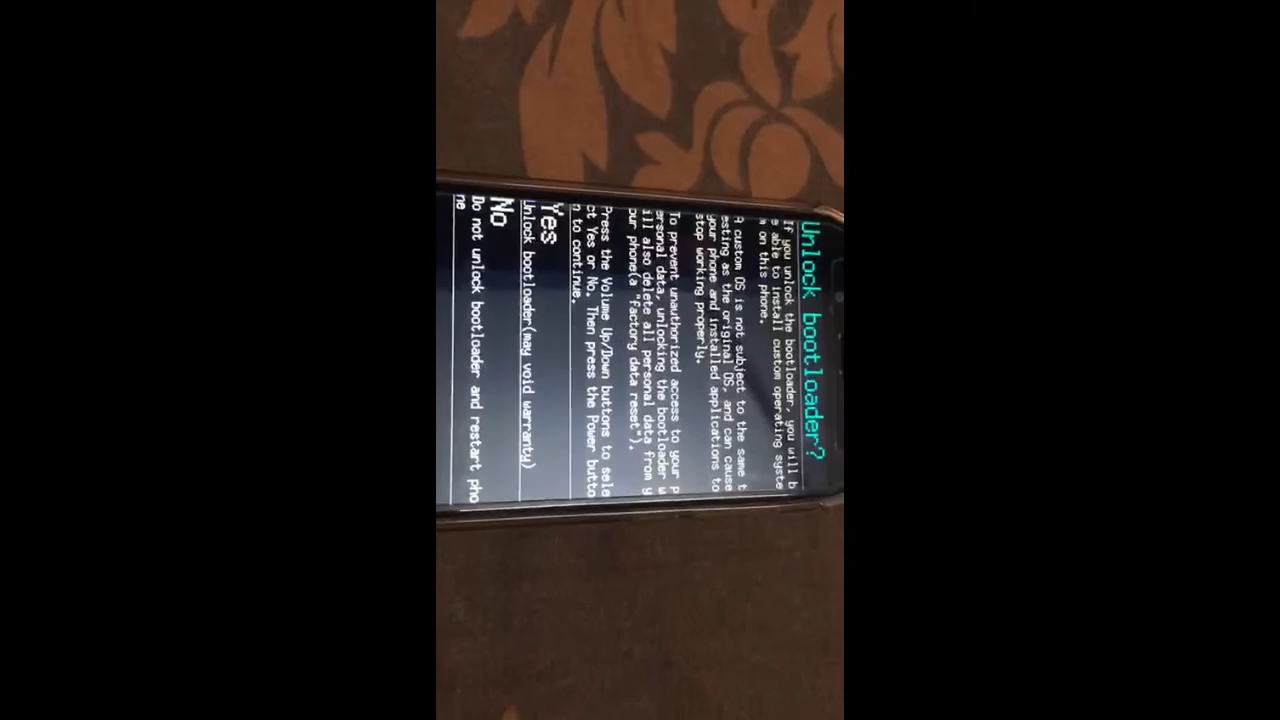 Unlock bootloader?
If you unlock the bootloader, you will b
e able to install custom operating syste
m on this phone.
A custom OS is not subject to the same t
esting as the original OS, and can cause
your phone and installed applications to
stop working properly.
To prevent unauthorized access to your p
ersonal data, unlocking the bootloader w
ill also delete all personal data from y
our phone(a "factory data reset").
Press the Volume Up/Down buttons to sele
ct Yes or No. Then press the Power butto
n to continue.
Yes
Unlock bootloader(may void warranty)
No
Do not unlock bootloader and restart pho
ne